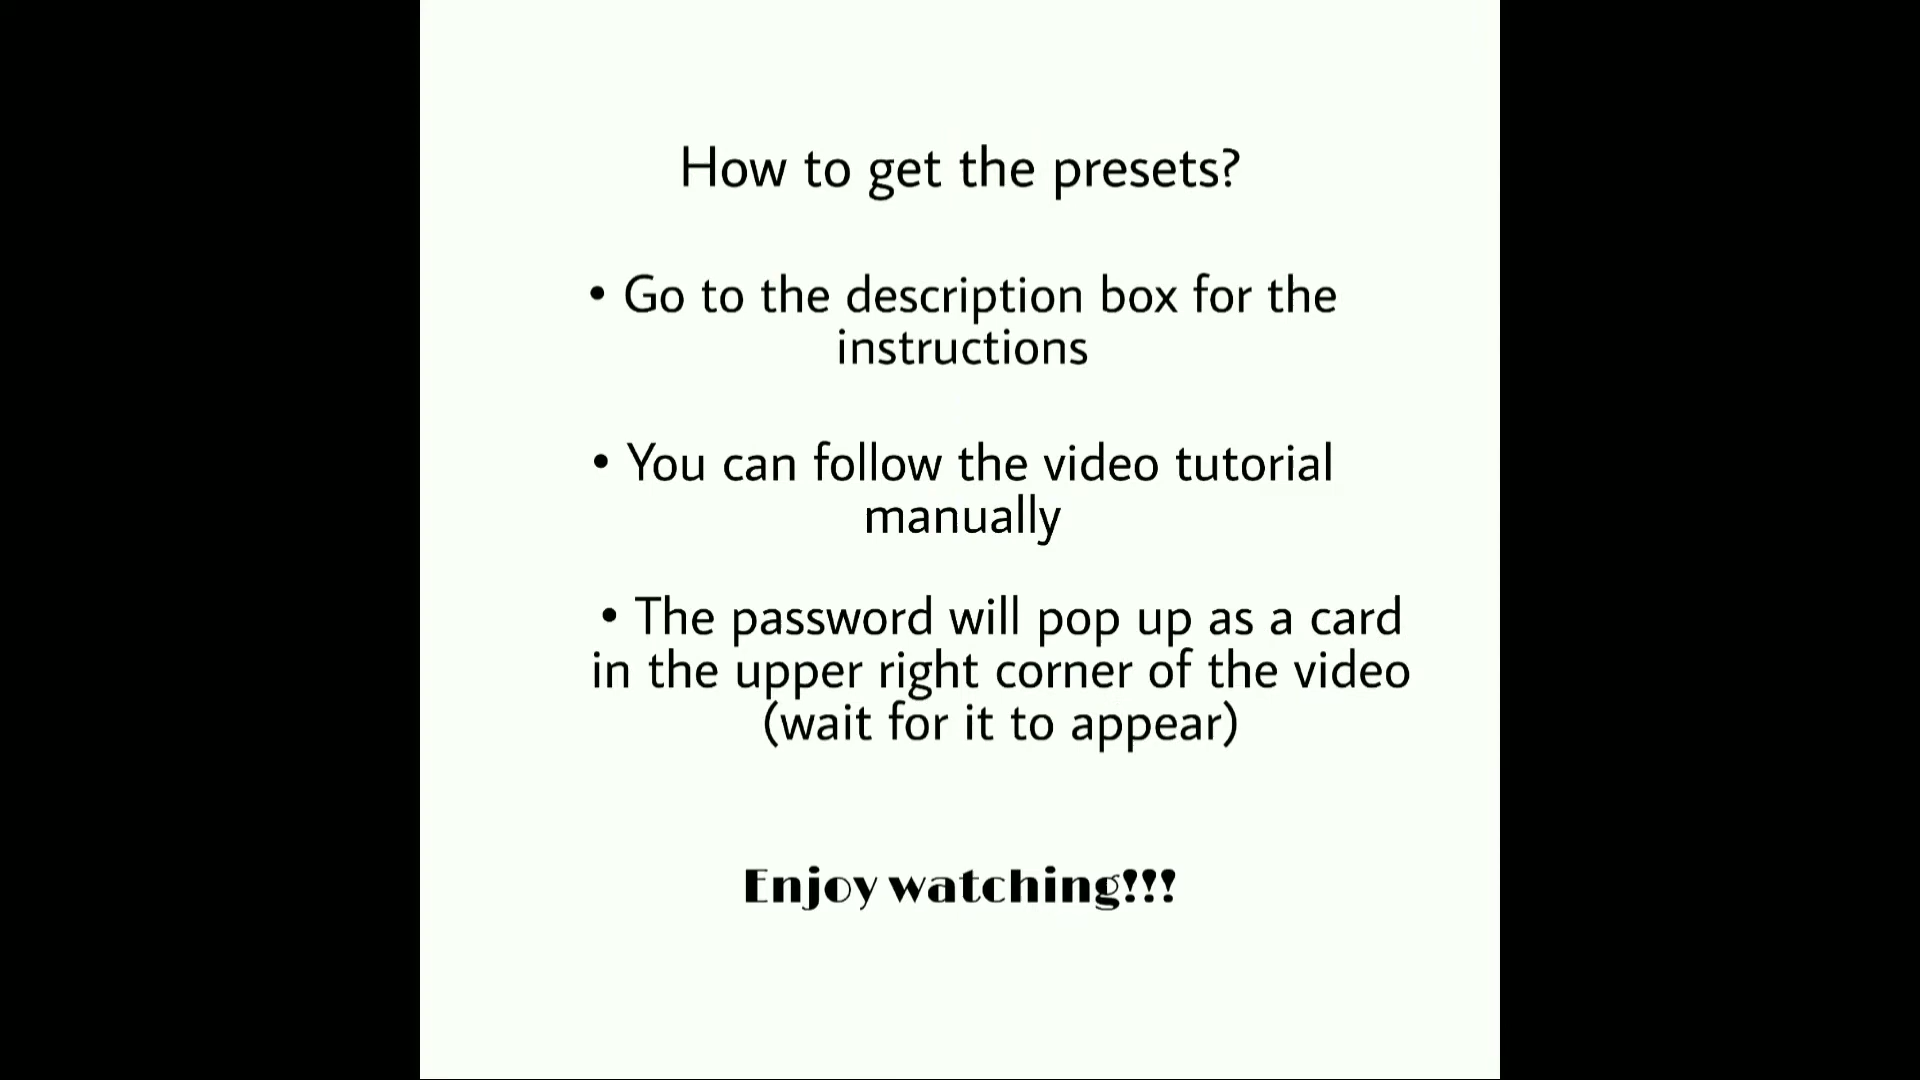 How to get the presets?
• Go to the description box for the
instructions
• You can follow the video tutorial
manually
• The password will pop up as a card
in the upper right corner of the video
(wait for it to appear)
Enjoy watching!!!